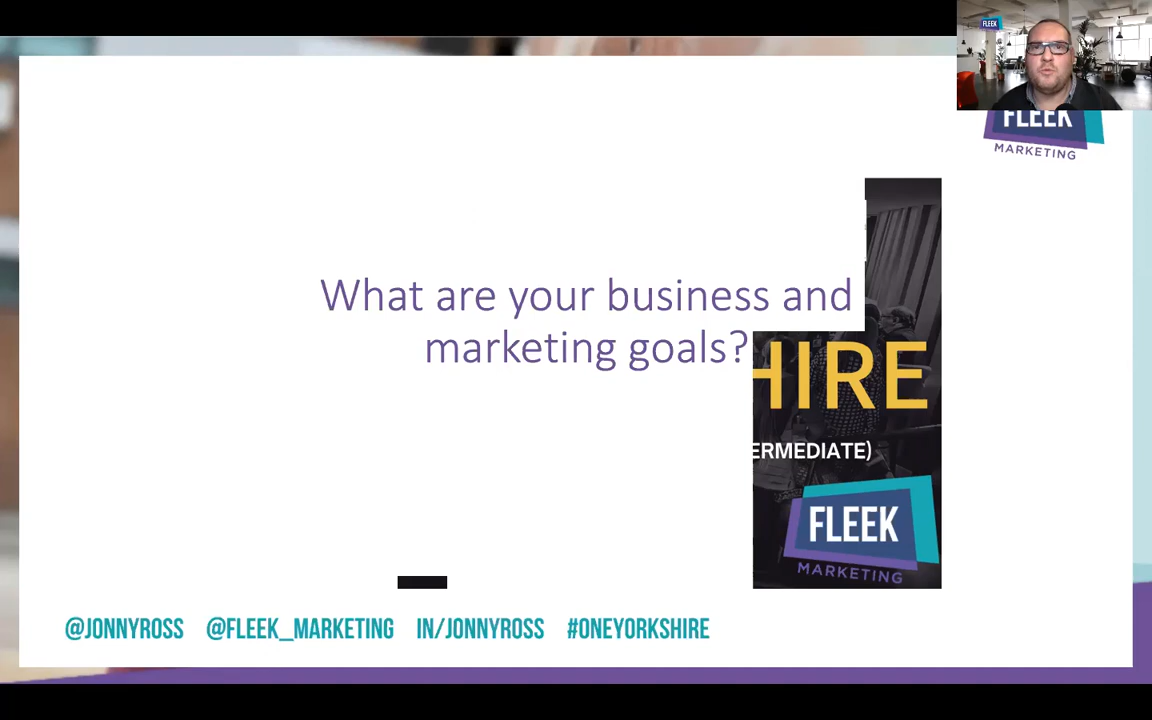 FLEEK
FLEEK
MARKETING
What are your business and
marketing goals?
HIRE
ERMEDIATE)
FLEEK
MARKETING
@JONNYROSS @FLEEK_MARKETING IN/JONNYROSS #ONEYORKSHIRE